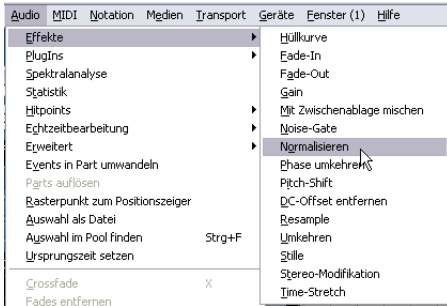 Audio MIDI Notation Medien Transport Geräte Fenster (1) Hilfe
Effekte
PlugIns
Spektralanalyse
Statistik
Hitpoints
Echtzeitbearbeitung
Erweitert
Events in Part umwandeln
Parts auflösen
Rasterpunkt zum Positionszeiger
Auswahl als Datei
Auswahl im Pool finden Strg+F
Ursprungszeit setzen
Crossfade X
Fades entfernen
Hüllkurve
Fade-In
Fade-Out
Gain
Mit Zwischenablage mischen
Noise-Gate
Normalisieren
Phase umkehren
Pitch-Shift
DC-Offset entfernen
Resample
Umkehren
Stille
Stereo-Modifikation
Time-Stretch